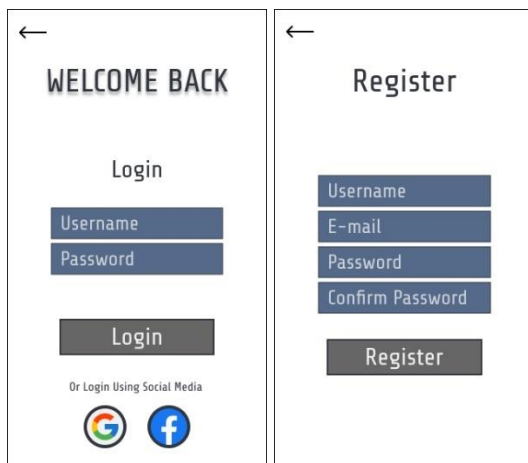 WELCOME BACK
Login
Username
Password
Login
Or Login Using Social Media
G
f
Register
Username
E-mail
Password
Confirm Password
Register